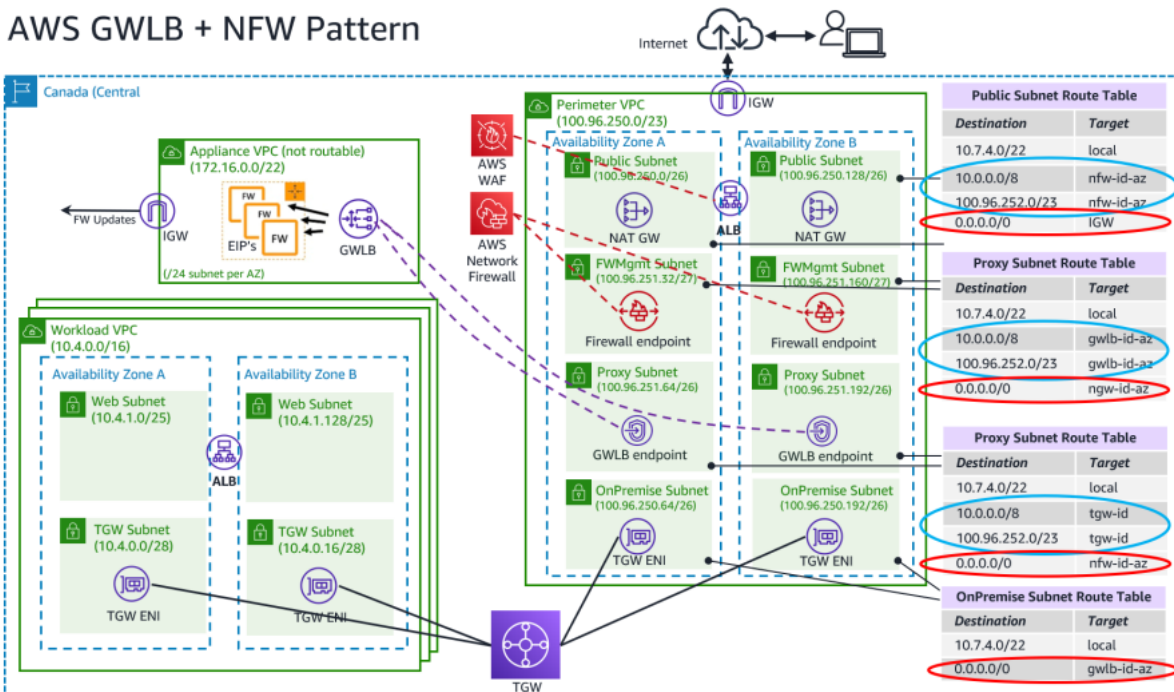 AWS GWLB + NFW Pattern
Internet
Canada (Central
IGW
Appliance VPC (not routable)
(172.16.0.0/22)
FW
FW
FW
EIP's
GWLB
FW Updates
IGW
(/24 subnet per AZ)
AWS
WAF
AWS
Network
Firewall
Workload VPC
(10.4.0.0/16)
Availability Zone A
Availability Zone B
Web Subnet
(10.4.1.0/25)
Web Subnet
(10.4.1.128/25)
ALB
TGW Subnet
(10.4.0.0/28)
TGW Subnet
(10.4.0.16/28)
TGW ENI
TGW ENI
TGW
Perimeter VPC
(100.96.250.0/23)
Availability Zone A
Availability Zone B
Public Subnet
(100.96.250.0/26)
Public Subnet
(100.96.250.128/26)
NAT GW
ALB
NAT GW
FWMgmt Subnet
(100.96.251.32/27)
FWMgmt Subnet
(100.96.251.160/27)
Firewall endpoint
Firewall endpoint
Proxy Subnet
(100.96.251.64/26)
Proxy Subnet
(100.96.251.192/26)
GWLB endpoint
GWLB endpoint
OnPremise Subnet
(100.96.250.64/26)
OnPremise Subnet
(100.96.250.192/26)
TGW ENI
TGW ENI
Public Subnet Route Table
Destination Target
10.7.4.0/22 local
10.0.0.0/8 nfw-id-az
100.96.252.0/23 nfw-id-az
0.0.0.0/0 IGW
Proxy Subnet Route Table
Destination Target
10.7.4.0/22 local
10.0.0.0/8 gwlb-id-az
100.96.252.0/23 gwlb-id-az
0.0.0.0/0 ngw-id-az
Proxy Subnet Route Table
Destination Target
10.7.4.0/22 local
10.0.0.0/8 tgw-id
100.96.252.0/23 tgw-id
0.0.0.0/0 nfw-id-az
OnPremise Subnet Route Table
Destination Target
10.7.4.0/22 local
0.0.0.0/0 gwlb-id-az